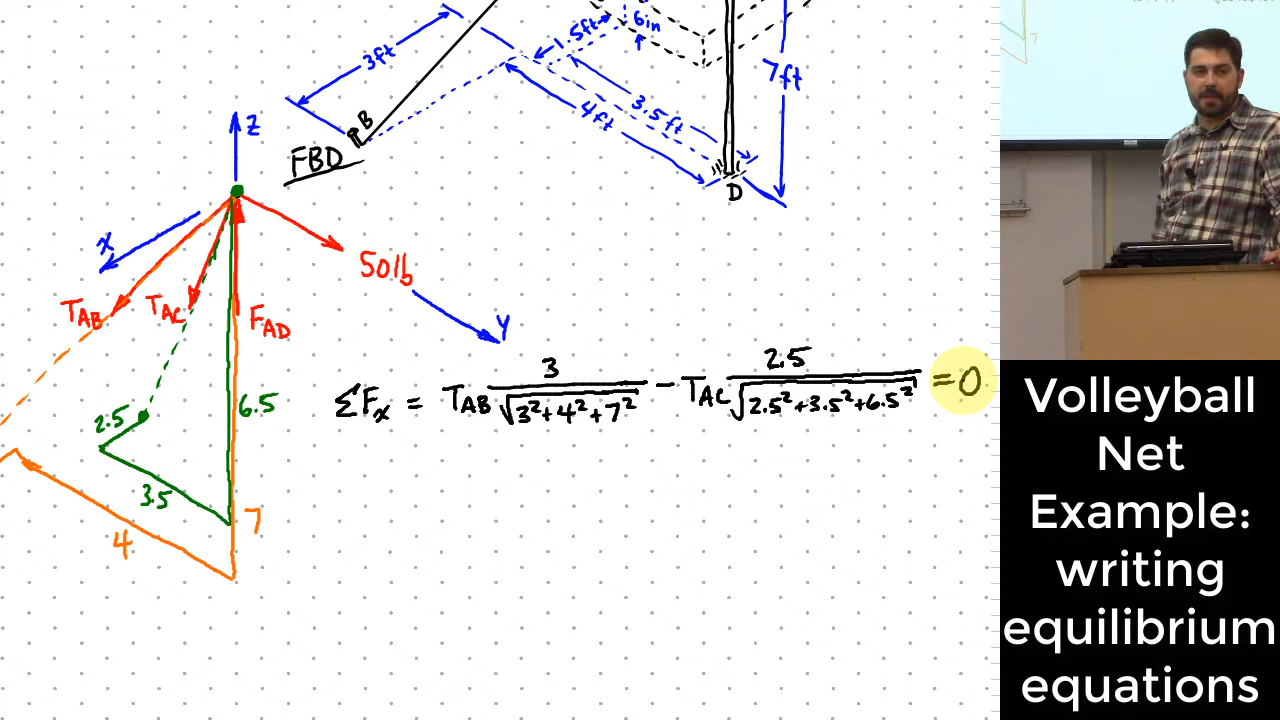 6in
1.5ft
3ft
7ft
3.5ft
4ft
B
Z
FBD
D
X
50lb
T_AB
T_AC
F_AD
Y
ΣF_x = T_AB 3/√(3²+4²+7²) − T_AC 2.5/√(2.5²+3.5²+6.5²) = 0
2.5
6.5
3.5
7
4
7
Volleyball
Net
Example:
writing
equilibrium
equations